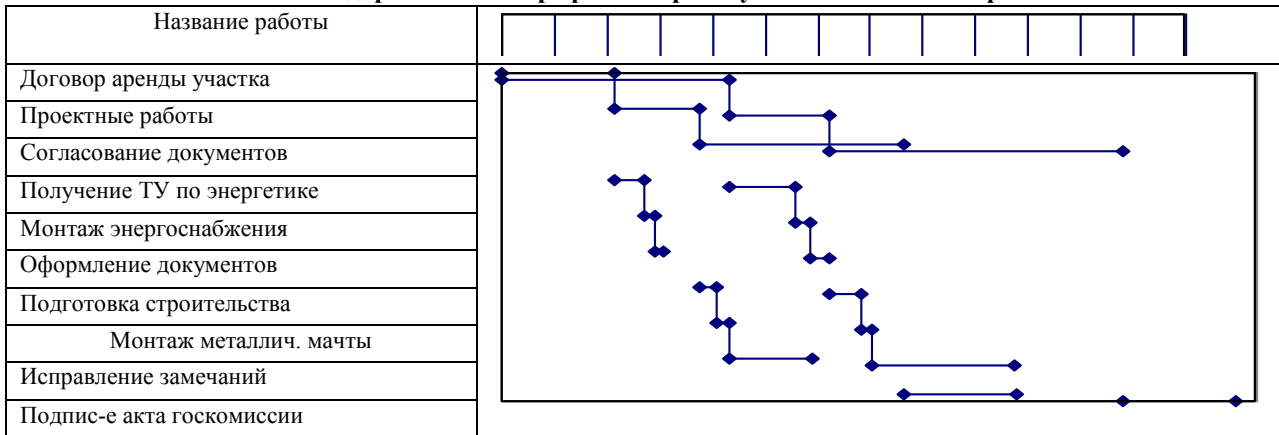 Название работы
Договор аренды участка
Проектные работы
Согласование документов
Получение ТУ по энергетике
Монтаж энергоснабжения
Оформление документов
Подготовка строительства
Монтаж металлич. мачты
Исправление замечаний
Подпис-е акта госкомиссии